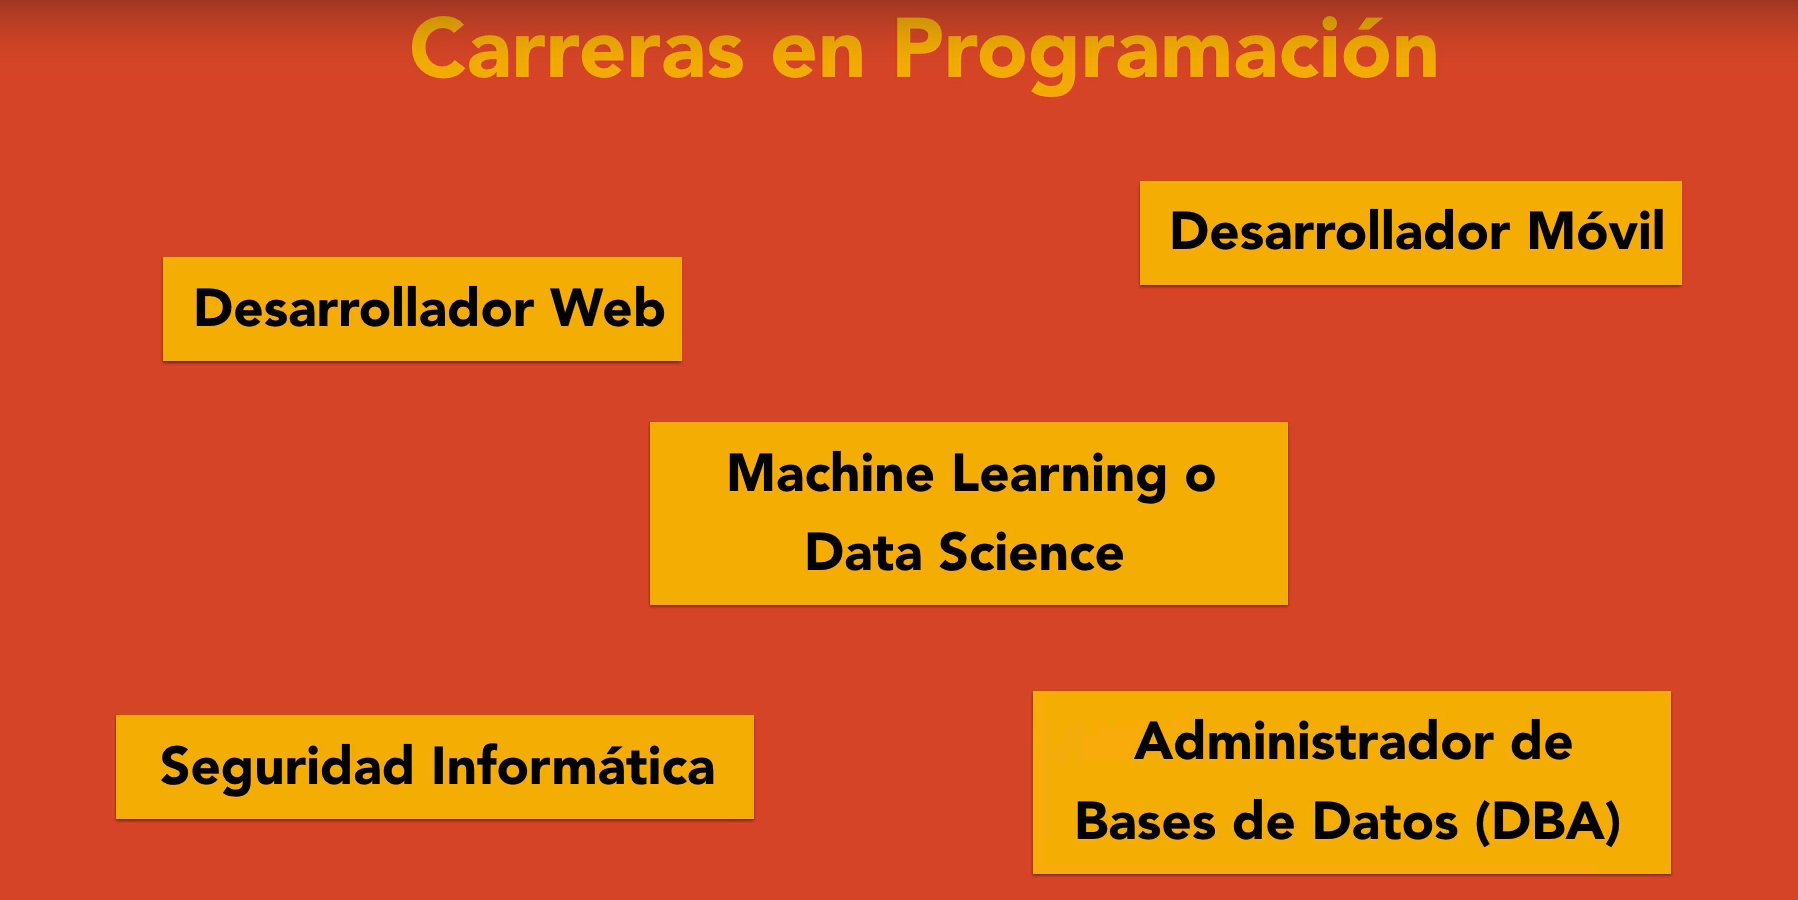 Carreras en Programación
Desarrollador Móvil
Desarrollador Web
Machine Learning o
Data Science
Seguridad Informática
Administrador de
Bases de Datos (DBA)